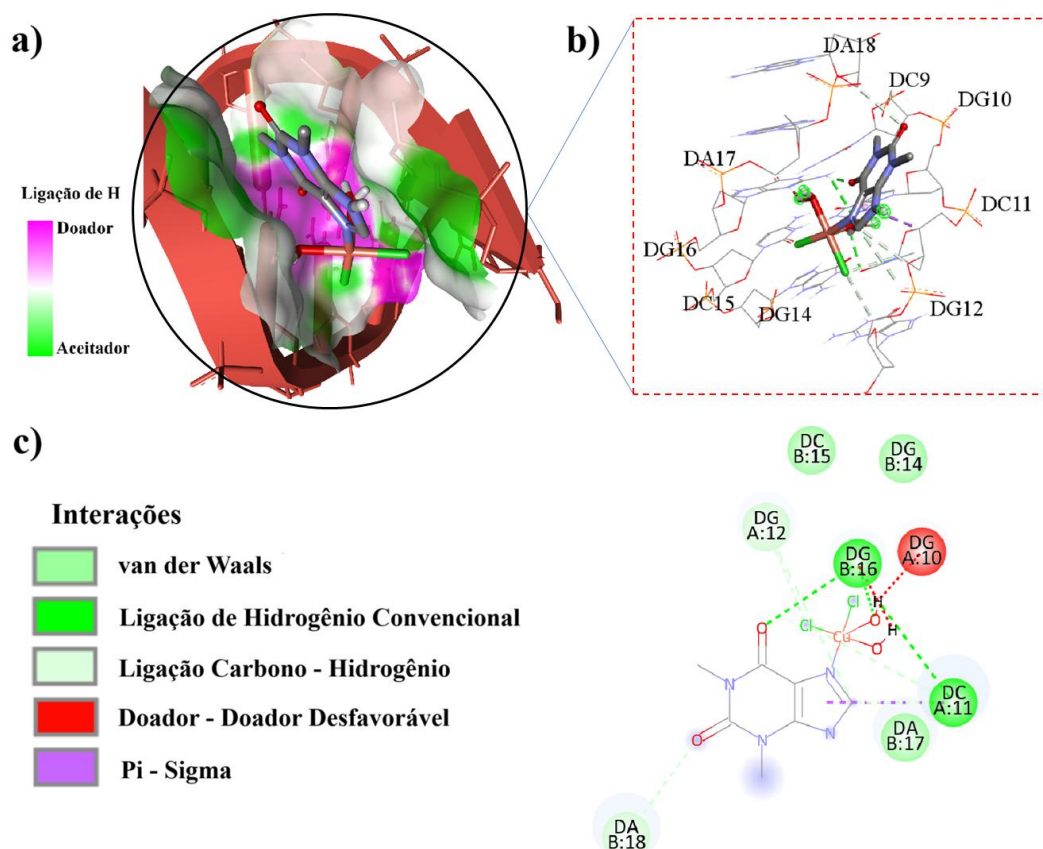 a)
Ligação de H
Doador
Aceitador
b)
DA18
DC9
DG10
DA17
DC11
DG16
DC15
DG14
DG12
c)
Interações
van der Waals
Ligação de Hidrogênio Convencional
Ligação Carbono - Hidrogênio
Doador - Doador Desfavorável
Pi - Sigma
DC
B:15
DG
B:14
DG
A:12
DG
B:16
DG
A:10
H
Cl
O
Cl
Cu
H
O
O
N
N
DC
A:11
DA
B:17
O
N
N
DA
B:18